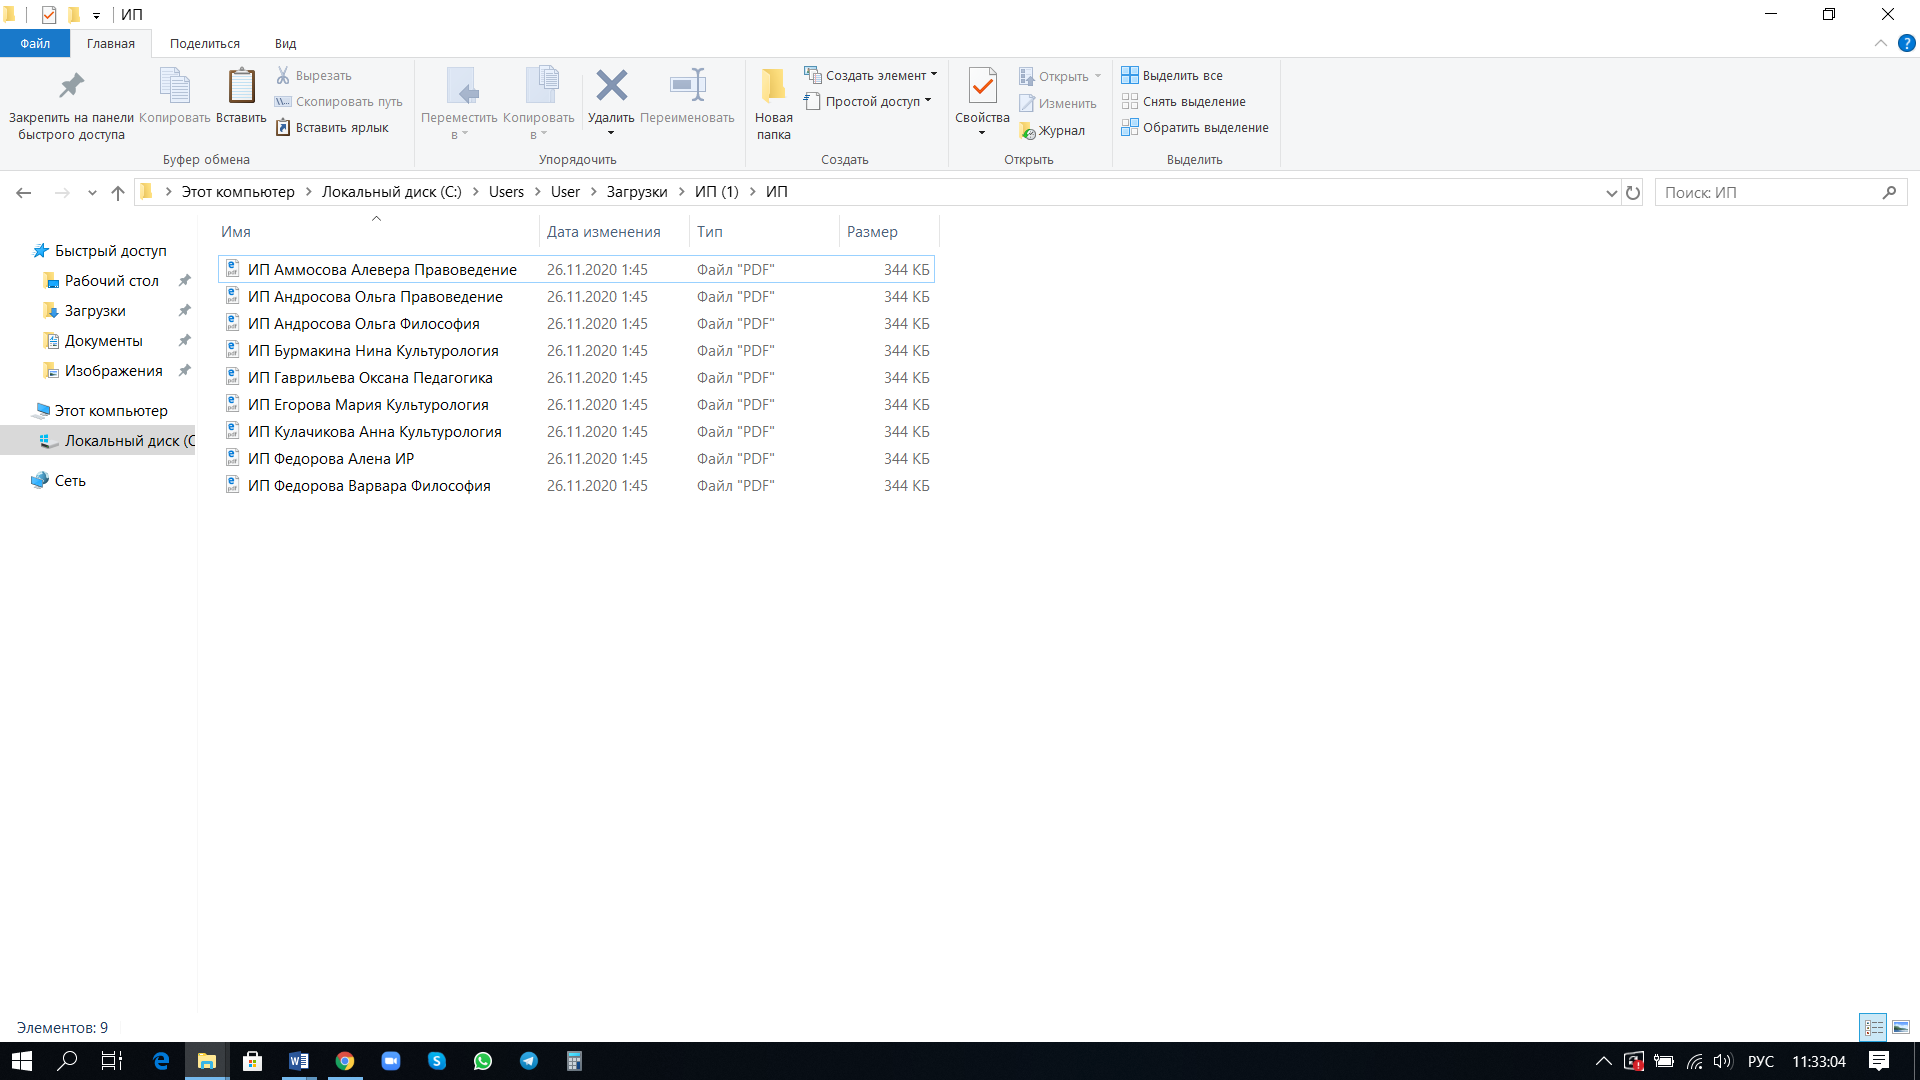 ИП
Файл
Главная
Поделиться
Вид
Закрепить на панели
быстрого доступа
Копировать
Вставить
Вырезать
Скопировать путь
Вставить ярлык
Буфер обмена
Переместить
в
Копировать
в
Удалить
Переименовать
Упорядочить
Новая
папка
Создать элемент
Простой доступ
Создать
Свойства
Открыть
Изменить
Журнал
Открыть
Выделить все
Снять выделение
Обратить выделение
Выделить
Этот компьютер
Локальный диск (C:)
Users
User
Загрузки
ИП (1)
ИП
Поиск: ИП
Быстрый доступ
Рабочий стол
Загрузки
Документы
Изображения
Этот компьютер
Локальный диск (C
Сеть
Имя Дата изменения Тип Размер
ИП Аммосова Алевера Правоведение 26.11.2020 1:45 Файл "PDF" 344 КБ
ИП Андросова Ольга Правоведение 26.11.2020 1:45 Файл "PDF" 344 КБ
ИП Андросова Ольга Философия 26.11.2020 1:45 Файл "PDF" 344 КБ
ИП Бурмакина Нина Культурология 26.11.2020 1:45 Файл "PDF" 344 КБ
ИП Гаврильева Оксана Педагогика 26.11.2020 1:45 Файл "PDF" 344 КБ
ИП Егорова Мария Культурология 26.11.2020 1:45 Файл "PDF" 344 КБ
ИП Кулачикова Анна Культурология 26.11.2020 1:45 Файл "PDF" 344 КБ
ИП Федорова Алена ИР 26.11.2020 1:45 Файл "PDF" 344 КБ
ИП Федорова Варвара Философия 26.11.2020 1:45 Файл "PDF" 344 КБ
Элементов: 9
РУС
11:33:04